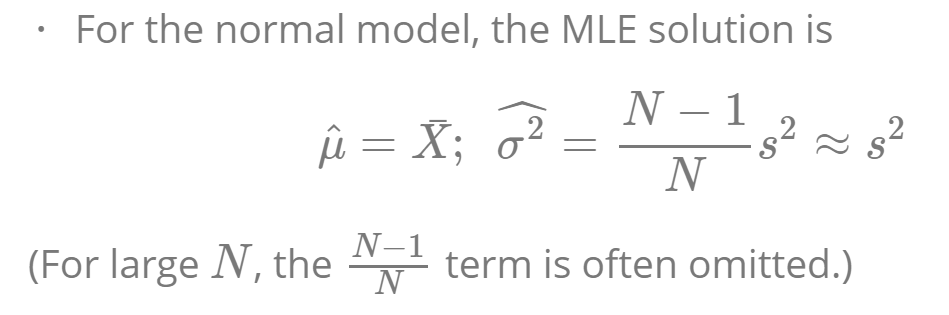 · For the normal model, the MLE solution is
μ̂ = X̄; σ̂² = (N − 1)/N s² ≈ s²
(For large N, the N−1/N term is often omitted.)